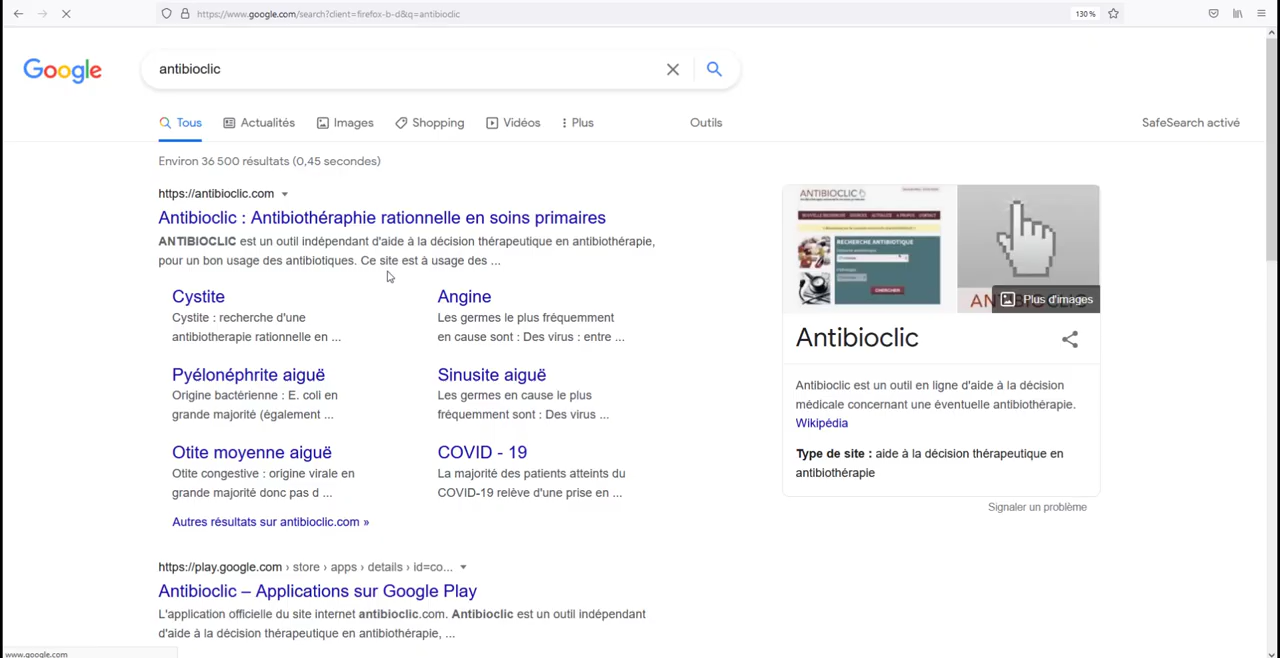 https://www.google.com/search?client=firefox-b-d&q=antibioclic
130 %
Google
antibioclic
Tous
Actualités
Images
Shopping
Vidéos
Plus
Outils
SafeSearch activé
Environ 36 500 résultats (0,45 secondes)
https://antibioclic.com
Antibioclic : Antibiothéraphie rationnelle en soins primaires
ANTIBIOCLIC est un outil indépendant d'aide à la décision thérapeutique en antibiothérapie,
pour un bon usage des antibiotiques. Ce site est à usage des ...
Cystite
Cystite : recherche d'une
antibiotherapie rationnelle en ...
Angine
Les germes le plus fréquemment
en cause sont : Des virus : entre ...
Pyélonéphrite aiguë
Origine bactérienne : E. coli en
grande majorité (également ...
Sinusite aiguë
Les germes en cause le plus
fréquemment sont : Des virus ...
Otite moyenne aiguë
Otite congestive : origine virale en
grande majorité donc pas d ...
COVID - 19
La majorité des patients atteints du
COVID-19 relève d'une prise en ...
Autres résultats sur antibioclic.com »
https://play.google.com › store › apps › details › id=co...
Antibioclic – Applications sur Google Play
L'application officielle du site internet antibioclic.com. Antibioclic est un outil indépendant
d'aide à la décision thérapeutique en antibiothérapie, ...
ANTIBIOCLIC
RECHERCHE ANTIBIOTIQUE
CHERCHER
Plus d'images
Antibioclic
Antibioclic est un outil en ligne d'aide à la décision
médicale concernant une éventuelle antibiothérapie.
Wikipédia
Type de site : aide à la décision thérapeutique en
antibiothérapie
Signaler un problème
www.google.com